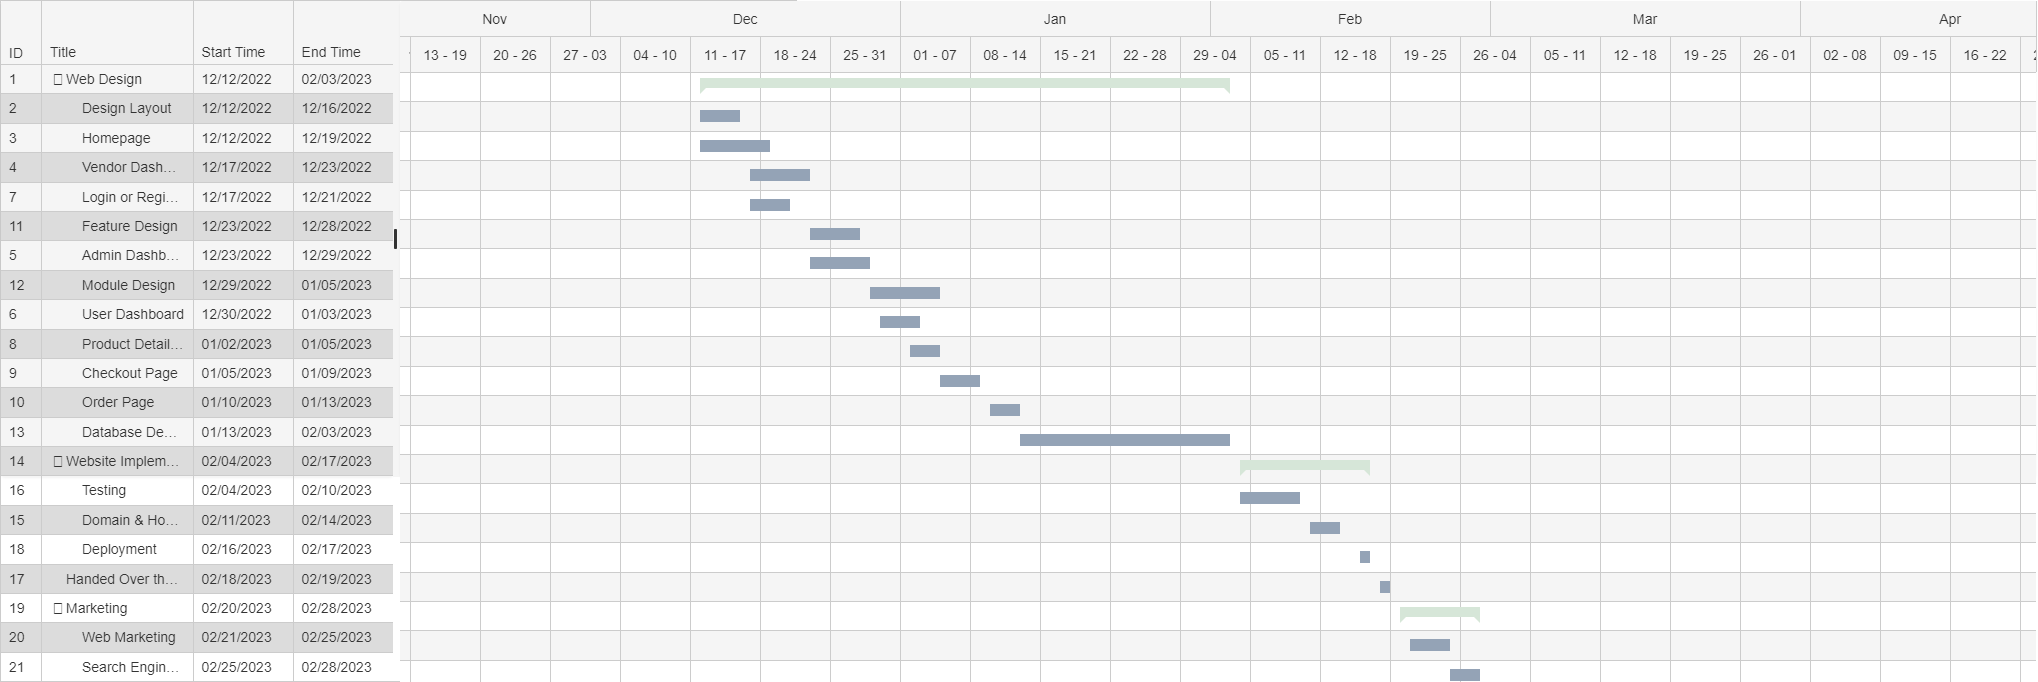 Nov Dec Jan Feb Mar Apr
ID Title Start Time End Time 13 - 19 20 - 26 27 - 03 04 - 10 11 - 17 18 - 24 25 - 31 01 - 07 08 - 14 15 - 21 22 - 28 29 - 04 05 - 11 12 - 18 19 - 25 26 - 04 05 - 11 12 - 18 19 - 25 26 - 01 02 - 08 09 - 15 16 - 22
1 Web Design 12/12/2022 02/03/2023
2 Design Layout 12/12/2022 12/16/2022
3 Homepage 12/12/2022 12/19/2022
4 Vendor Dash... 12/17/2022 12/23/2022
7 Login or Regi... 12/17/2022 12/21/2022
11 Feature Design 12/23/2022 12/28/2022
5 Admin Dashb... 12/23/2022 12/29/2022
12 Module Design 12/29/2022 01/05/2023
6 User Dashboard 12/30/2022 01/03/2023
8 Product Detail... 01/02/2023 01/05/2023
9 Checkout Page 01/05/2023 01/09/2023
10 Order Page 01/10/2023 01/13/2023
13 Database De... 01/13/2023 02/03/2023
14 Website Implem... 02/04/2023 02/17/2023
16 Testing 02/04/2023 02/10/2023
15 Domain & Ho... 02/11/2023 02/14/2023
18 Deployment 02/16/2023 02/17/2023
17 Handed Over th... 02/18/2023 02/19/2023
19 Marketing 02/20/2023 02/28/2023
20 Web Marketing 02/21/2023 02/25/2023
21 Search Engin... 02/25/2023 02/28/2023